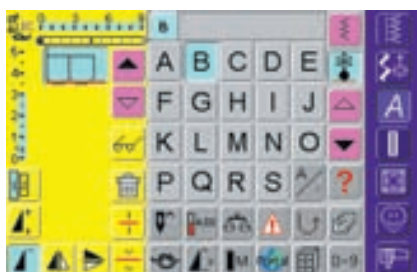 B
A B C D E
F G H I J
K L M N O
P Q R S A/
?
A
0-9